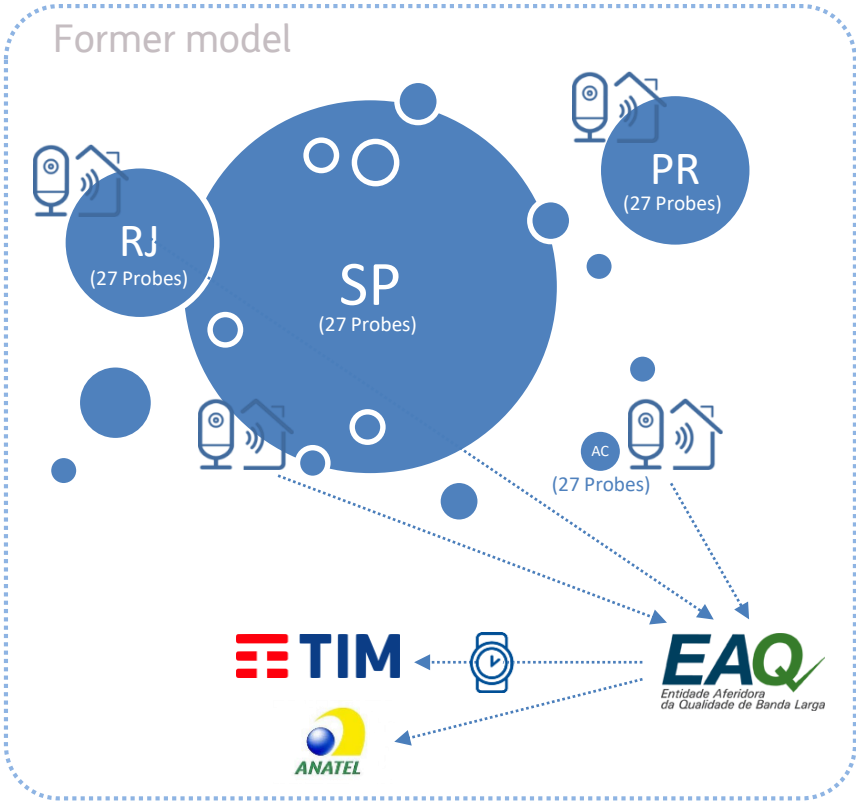 Former model
PR
(27 Probes)
RJ
(27 Probes)
SP
(27 Probes)
AC
(27 Probes)
TIM
EAQ
Entidade Aferidora
da Qualidade de Banda Larga
ANATEL